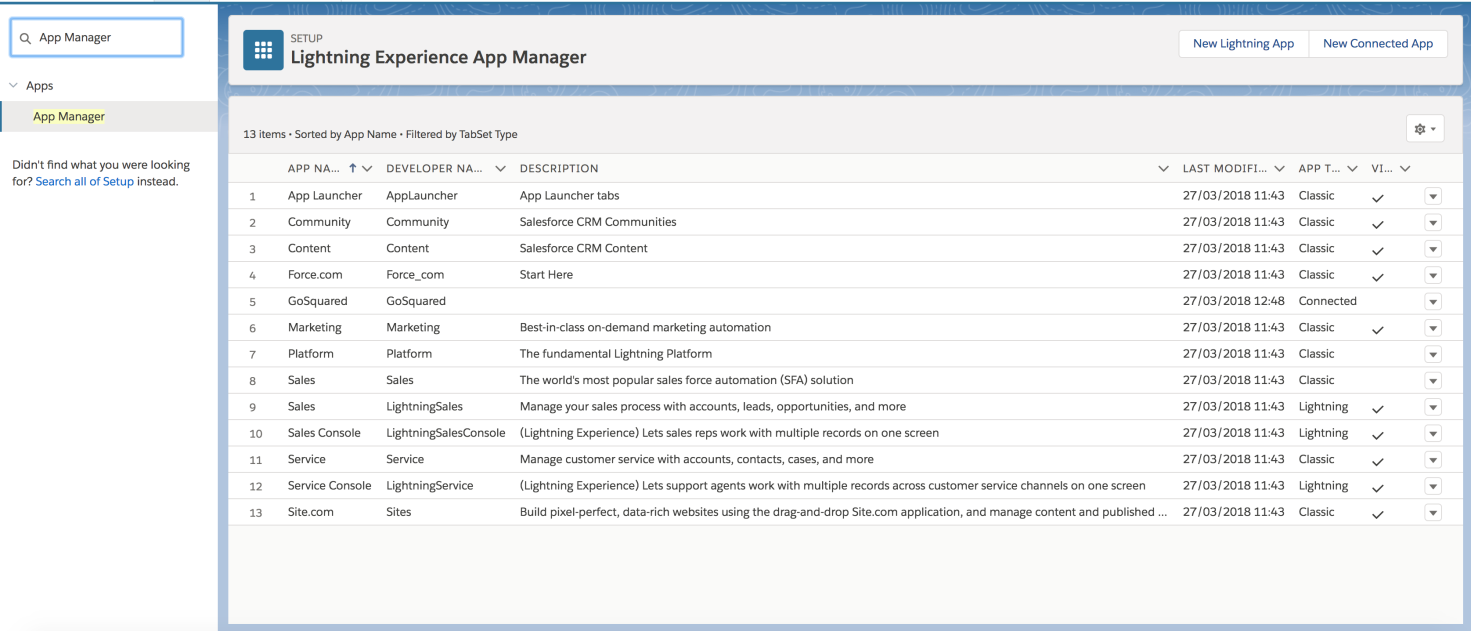 App Manager
Apps
App Manager
Didn't find what you were looking
for? Search all of Setup instead.
SETUP
Lightning Experience App Manager
New Lightning App New Connected App
13 items • Sorted by App Name • Filtered by TabSet Type
APP NA... DEVELOPER NA... DESCRIPTION LAST MODIFI... APP T... VI...
1 App Launcher AppLauncher App Launcher tabs 27/03/2018 11:43 Classic
2 Community Community Salesforce CRM Communities 27/03/2018 11:43 Classic
3 Content Content Salesforce CRM Content 27/03/2018 11:43 Classic
4 Force.com Force_com Start Here 27/03/2018 11:43 Classic
5 GoSquared GoSquared 27/03/2018 12:48 Connected
6 Marketing Marketing Best-in-class on-demand marketing automation 27/03/2018 11:43 Classic
7 Platform Platform The fundamental Lightning Platform 27/03/2018 11:43 Classic
8 Sales Sales The world's most popular sales force automation (SFA) solution 27/03/2018 11:43 Classic
9 Sales LightningSales Manage your sales process with accounts, leads, opportunities, and more 27/03/2018 11:43 Lightning
10 Sales Console LightningSalesConsole (Lightning Experience) Lets sales reps work with multiple records on one screen 27/03/2018 11:43 Lightning
11 Service Service Manage customer service with accounts, contacts, cases, and more 27/03/2018 11:43 Classic
12 Service Console LightningService (Lightning Experience) Lets support agents work with multiple records across customer service channels on one screen 27/03/2018 11:43 Lightning
13 Site.com Sites Build pixel-perfect, data-rich websites using the drag-and-drop Site.com application, and manage content and published ... 27/03/2018 11:43 Classic